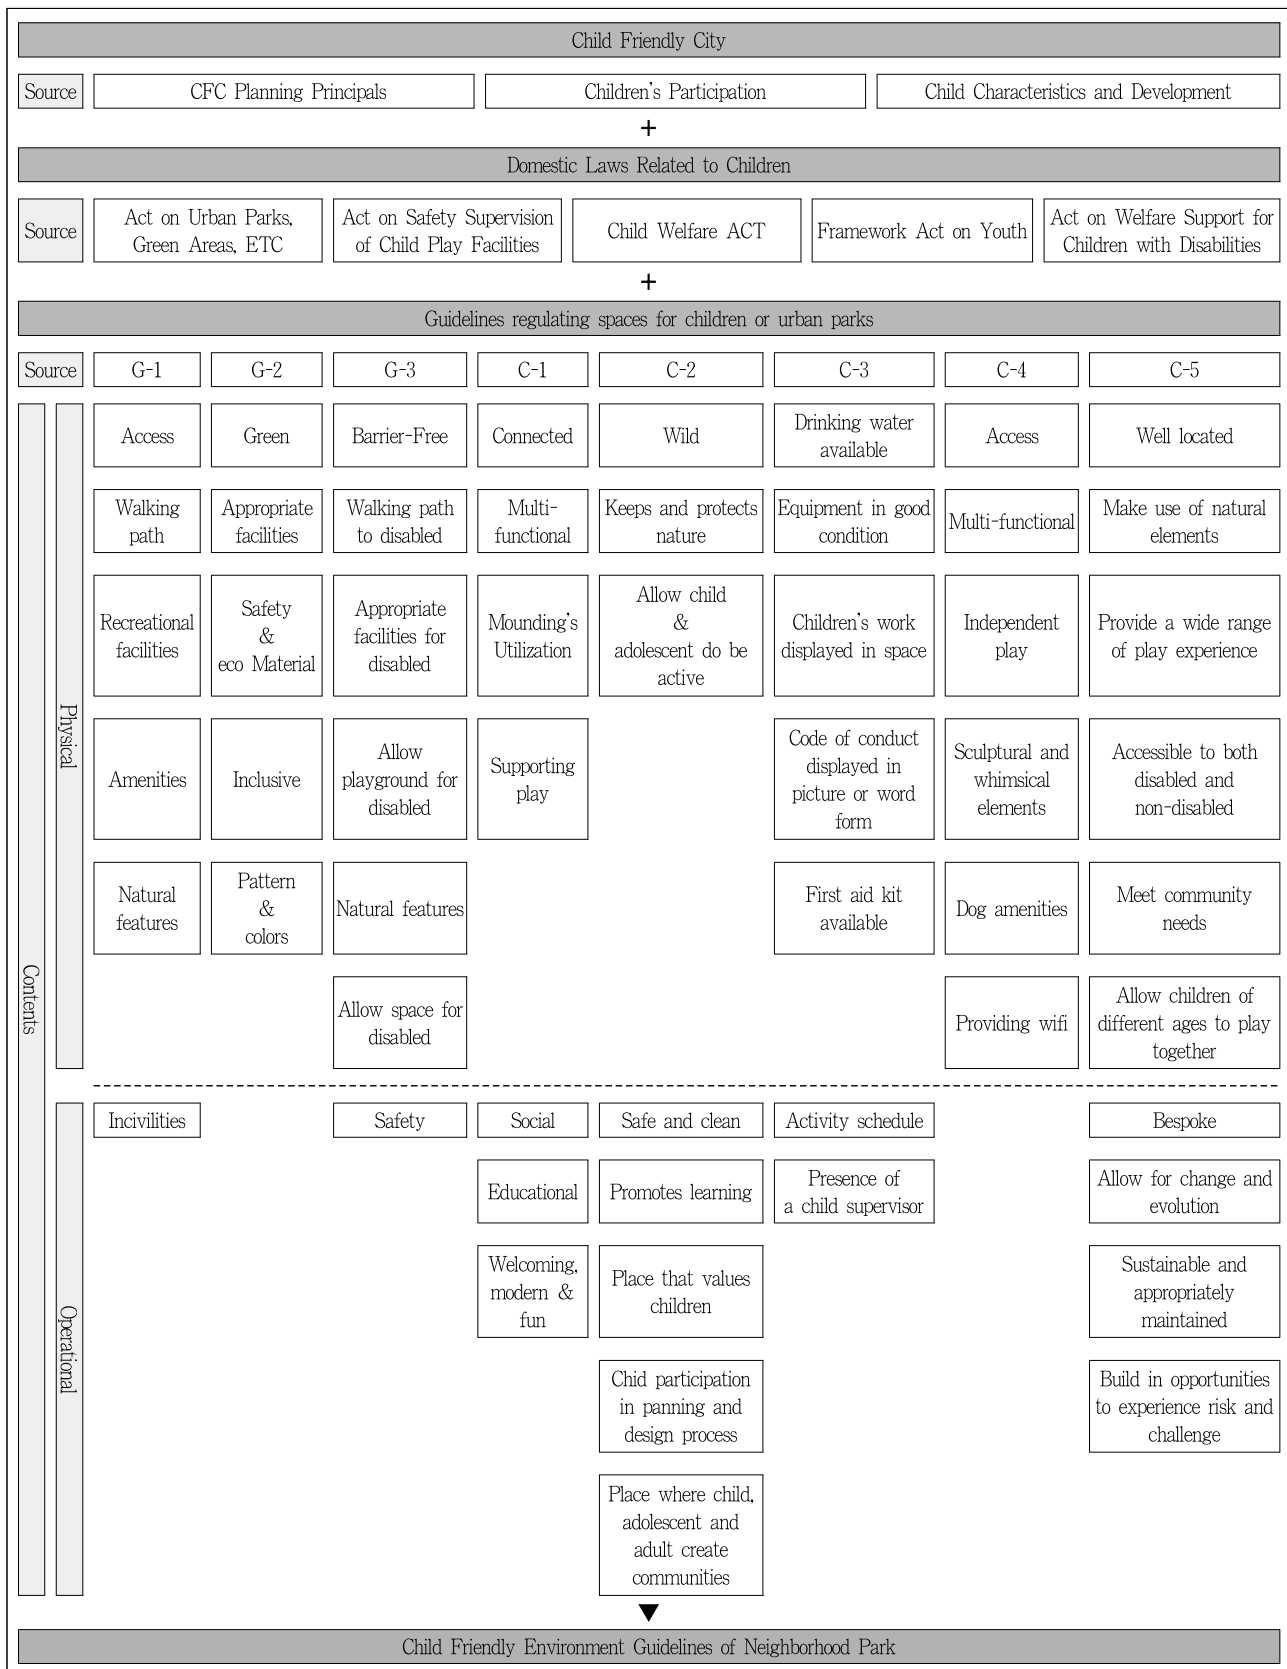 Child Friendly City
Source
CFC Planning Principals
Children's Participation
Child Characteristics and Development
+
Domestic Laws Related to Children
Source
Act on Urban Parks,
Green Areas, ETC
Act on Safety Supervision
of Child Play Facilities
Child Welfare ACT
Framework Act on Youth
Act on Welfare Support for
Children with Disabilities
+
Guidelines regulating spaces for children or urban parks
Source
G-1
G-2
G-3
C-1
C-2
C-3
C-4
C-5
Contents
Physical
Access
Green
Barrier-Free
Connected
Wild
Drinking water
available
Access
Well located
Walking
path
Appropriate
facilities
Walking path
to disabled
Multi-
functional
Keeps and protects
nature
Equipment in good
condition
Multi-functional
Make use of natural
elements
Recreational
facilities
Safety
&
eco Material
Appropriate
facilities for
disabled
Mounding's
Utilization
Allow child
&
adolescent do be
active
Children's work
displayed in space
Independent
play
Provide a wide range
of play experience
Amenities
Inclusive
Allow
playground for
disabled
Supporting
play
Code of conduct
displayed in
picture or word
form
Sculptural and
whimsical
elements
Accessible to both
disabled and
non-disabled
Natural
features
Pattern
&
colors
Natural features
First aid kit
available
Dog amenities
Meet community
needs
Allow space for
disabled
Providing wifi
Allow children of
different ages to play
together
Operational
Incivilities
Safety
Social
Safe and clean
Activity schedule
Bespoke
Educational
Promotes learning
Presence of
a child supervisor
Allow for change and
evolution
Welcoming,
modern &
fun
Place that values
children
Sustainable and
appropriately
maintained
Chid participation
in panning and
design process
Build in opportunities
to experience risk and
challenge
Place where child,
adolescent and
adult create
communities
Child Friendly Environment Guidelines of Neighborhood Park